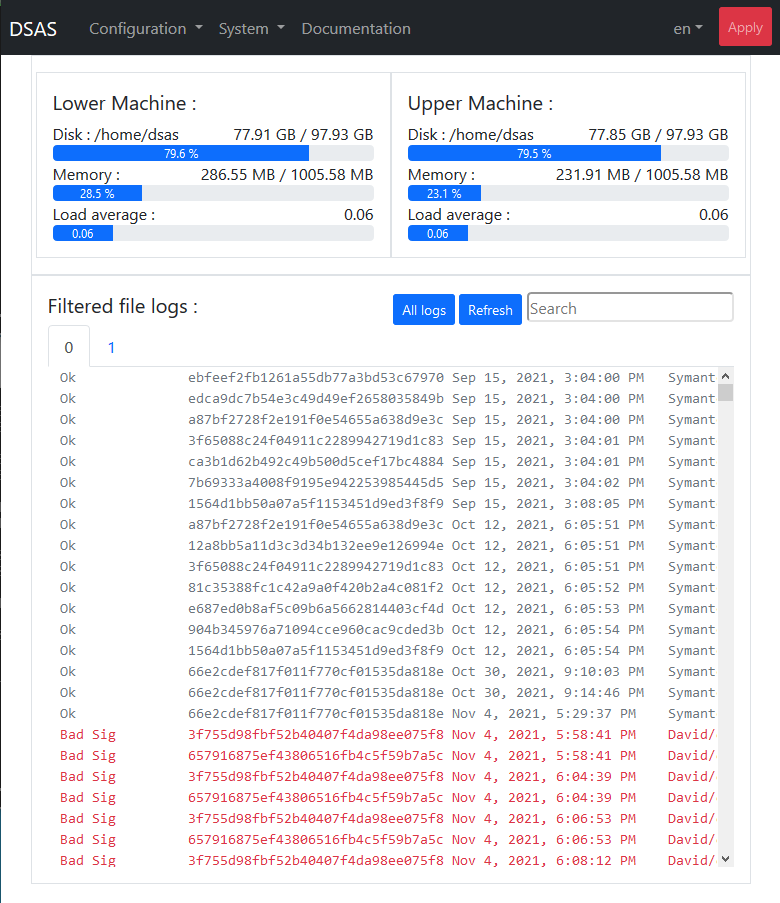 DSAS Configuration System Documentation en Apply
Lower Machine :
Disk : /home/dsas 77.91 GB / 97.93 GB
79.6 %
Memory : 286.55 MB / 1005.58 MB
28.5 %
Load average : 0.06
0.06
Upper Machine :
Disk : /home/dsas 77.85 GB / 97.93 GB
79.5 %
Memory : 231.91 MB / 1005.58 MB
23.1 %
Load average : 0.06
0.06
Filtered file logs : All logs Refresh Search
0 1
Ok ebfeef2fb1261a55db77a3bd53c67970 Sep 15, 2021, 3:04:00 PM Symant
Ok edca9dc7b54e3c49d49ef2658035849b Sep 15, 2021, 3:04:00 PM Symant
Ok a87bf2728f2e191f0e54655a638d9e3c Sep 15, 2021, 3:04:00 PM Symant
Ok 3f65088c24f04911c2289942719d1c83 Sep 15, 2021, 3:04:01 PM Symant
Ok ca3b1d62b492c49b500d5cef17bc4884 Sep 15, 2021, 3:04:01 PM Symant
Ok 7b69333a4008f9195e942253985445d5 Sep 15, 2021, 3:04:02 PM Symant
Ok 1564d1bb50a07a5f1153451d9ed3f8f9 Sep 15, 2021, 3:08:05 PM Symant
Ok a87bf2728f2e191f0e54655a638d9e3c Oct 12, 2021, 6:05:51 PM Symant
Ok 12a8bb5a11d3c3d34b132ee9e126994e Oct 12, 2021, 6:05:51 PM Symant
Ok 3f65088c24f04911c2289942719d1c83 Oct 12, 2021, 6:05:51 PM Symant
Ok 81c35388fc1c42a9a0f420b2a4c081f2 Oct 12, 2021, 6:05:52 PM Symant
Ok e687ed0b8af5c09b6a5662814403cf4d Oct 12, 2021, 6:05:53 PM Symant
Ok 904b345976a71094cce960cac9cded3b Oct 12, 2021, 6:05:54 PM Symant
Ok 1564d1bb50a07a5f1153451d9ed3f8f9 Oct 12, 2021, 6:05:54 PM Symant
Ok 66e2cdef817f011f770cf01535da818e Oct 30, 2021, 9:10:03 PM Symant
Ok 66e2cdef817f011f770cf01535da818e Oct 30, 2021, 9:14:46 PM Symant
Ok 66e2cdef817f011f770cf01535da818e Nov 4, 2021, 5:29:37 PM Symant
Bad Sig 3f755d98fbf52b40407f4da98ee075f8 Nov 4, 2021, 5:58:41 PM David/
Bad Sig 657916875ef43806516fb4c5f59b7a5c Nov 4, 2021, 5:58:41 PM David/
Bad Sig 3f755d98fbf52b40407f4da98ee075f8 Nov 4, 2021, 6:04:39 PM David/
Bad Sig 657916875ef43806516fb4c5f59b7a5c Nov 4, 2021, 6:04:39 PM David/
Bad Sig 3f755d98fbf52b40407f4da98ee075f8 Nov 4, 2021, 6:06:53 PM David/
Bad Sig 657916875ef43806516fb4c5f59b7a5c Nov 4, 2021, 6:06:53 PM David/
Bad Sig 3f755d98fbf52b40407f4da98ee075f8 Nov 4, 2021, 6:08:12 PM David/